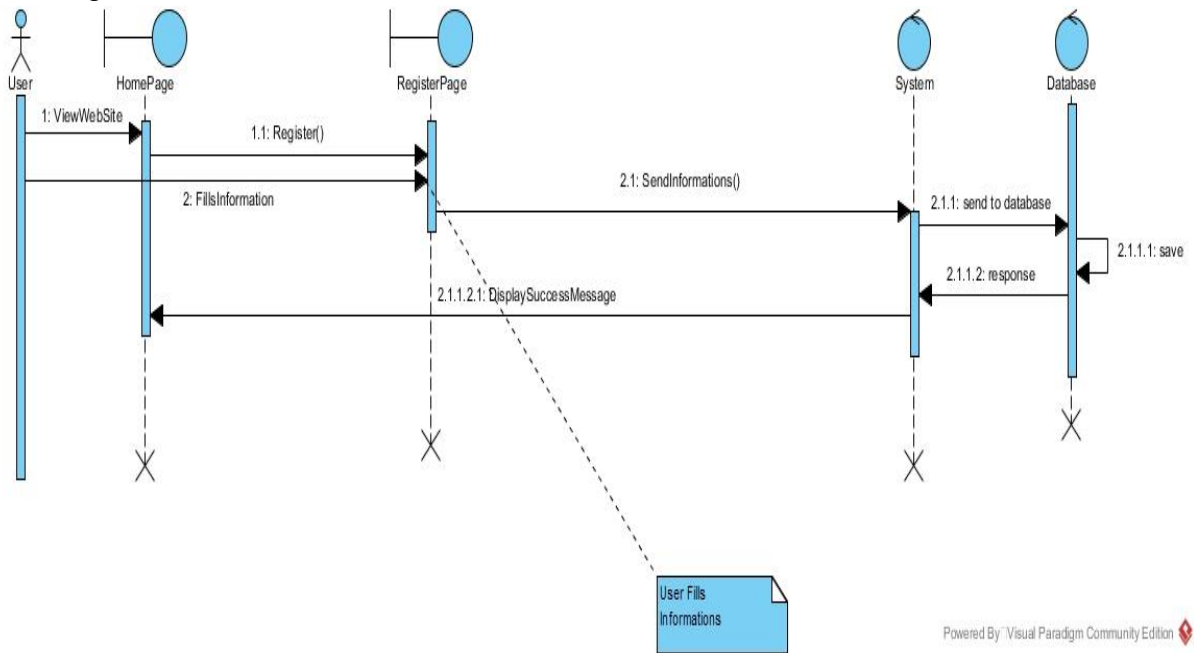 User
HomePage
RegisterPage
System
Database
1: ViewWebSite
1.1: Register()
2: FillsInformation
2.1: SendInformations()
2.1.1: send to database
2.1.1.1: save
2.1.1.2: response
2.1.1.2.1: DisplaySuccessMessage
User Fills
Informations
Powered By Visual Paradigm Community Edition